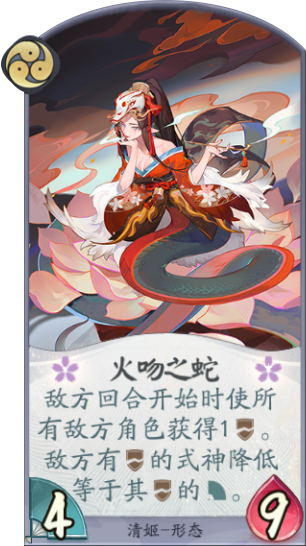 火吻之蛇
敌方回合开始时使所
有敌方角色获得1。
敌方有的式神降低
等于其的。
4
清姬-形态
9